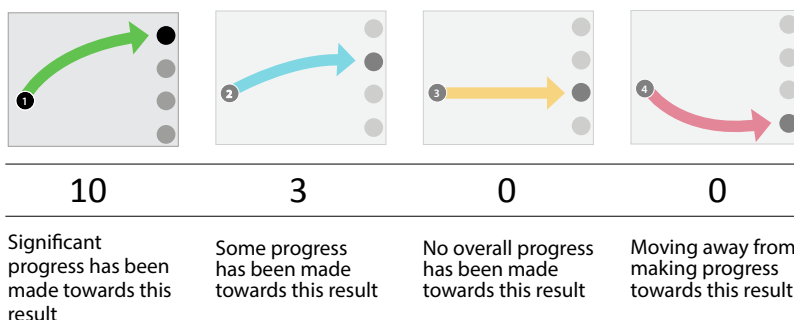 1
2
3
4
10
3
0
0
Significant
progress has been
made towards this
result
Some progress
has been made
towards this result
No overall progress
has been made
towards this result
Moving away from
making progress
towards this result